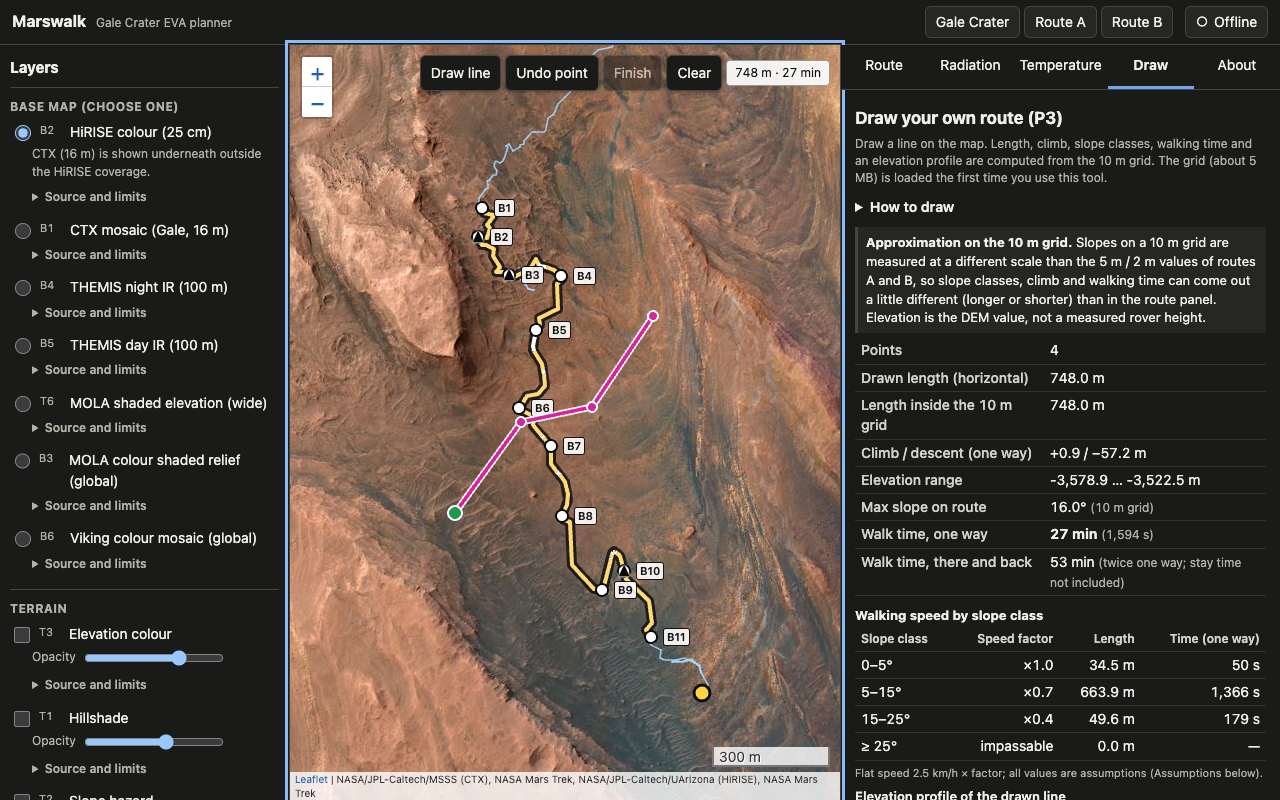 Marswalk
Gale Crater EVA planner
Gale Crater
Route A
Route B
Offline
Layers
BASE MAP (CHOOSE ONE)
B2 HiRISE colour (25 cm)
CTX (16 m) is shown underneath outside
the HiRISE coverage.
Source and limits
B1 CTX mosaic (Gale, 16 m)
Source and limits
B4 THEMIS night IR (100 m)
Source and limits
B5 THEMIS day IR (100 m)
Source and limits
T6 MOLA shaded elevation (wide)
Source and limits
B3 MOLA colour shaded relief
(global)
Source and limits
B6 Viking colour mosaic (global)
Source and limits
TERRAIN
T3 Elevation colour
Opacity
Source and limits
T1 Hillshade
Opacity
Source and limits
T2 Slope hazard
+
−
Draw line
Undo point
Finish
Clear
748 m · 27 min
B1
B2
B3
B4
B5
B6
B7
B8
B10
B9
B11
300 m
Leaflet | NASA/JPL-Caltech/MSSS (CTX), NASA Mars Trek, NASA/JPL-Caltech/UArizona (HiRISE), NASA Mars
Trek
Route
Radiation
Temperature
Draw
About
Draw your own route (P3)
Draw a line on the map. Length, climb, slope classes, walking time and
an elevation profile are computed from the 10 m grid. The grid (about 5
MB) is loaded the first time you use this tool.
How to draw
Approximation on the 10 m grid. Slopes on a 10 m grid are
measured at a different scale than the 5 m / 2 m values of routes
A and B, so slope classes, climb and walking time can come out
a little different (longer or shorter) than in the route panel.
Elevation is the DEM value, not a measured rover height.
Points 4
Drawn length (horizontal) 748.0 m
Length inside the 10 m
grid 748.0 m
Climb / descent (one way) +0.9 / −57.2 m
Elevation range -3,578.9 … -3,522.5 m
Max slope on route 16.0° (10 m grid)
Walk time, one way 27 min (1,594 s)
Walk time, there and back 53 min (twice one way; stay time
not included)
Walking speed by slope class
Slope class Speed factor Length Time (one way)
0–5° ×1.0 34.5 m 50 s
5–15° ×0.7 663.9 m 1,366 s
15–25° ×0.4 49.6 m 179 s
≥ 25° impassable 0.0 m —
Flat speed 2.5 km/h × factor; all values are assumptions (Assumptions below).
Elevation profile of the drawn line